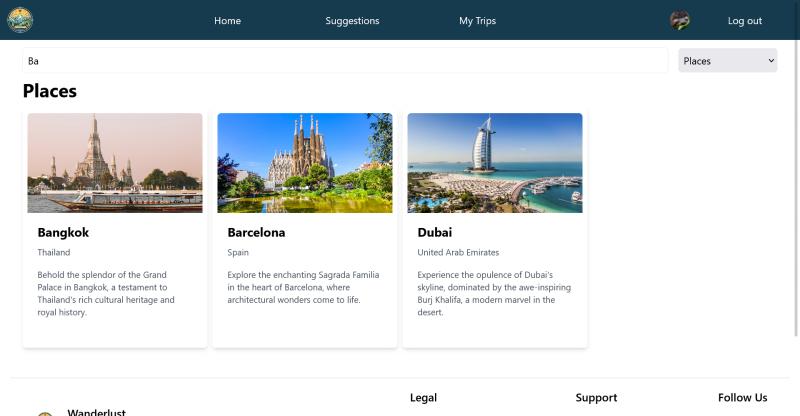 Home Suggestions My Trips Log out
Ba Places
Places
Bangkok
Thailand
Behold the splendor of the Grand
Palace in Bangkok, a testament to
Thailand's rich cultural heritage and
royal history.
Barcelona
Spain
Explore the enchanting Sagrada Familia
in the heart of Barcelona, where
architectural wonders come to life.
Dubai
United Arab Emirates
Experience the opulence of Dubai's
skyline, dominated by the awe-inspiring
Burj Khalifa, a modern marvel in the
desert.
Wanderlust
Legal Support Follow Us